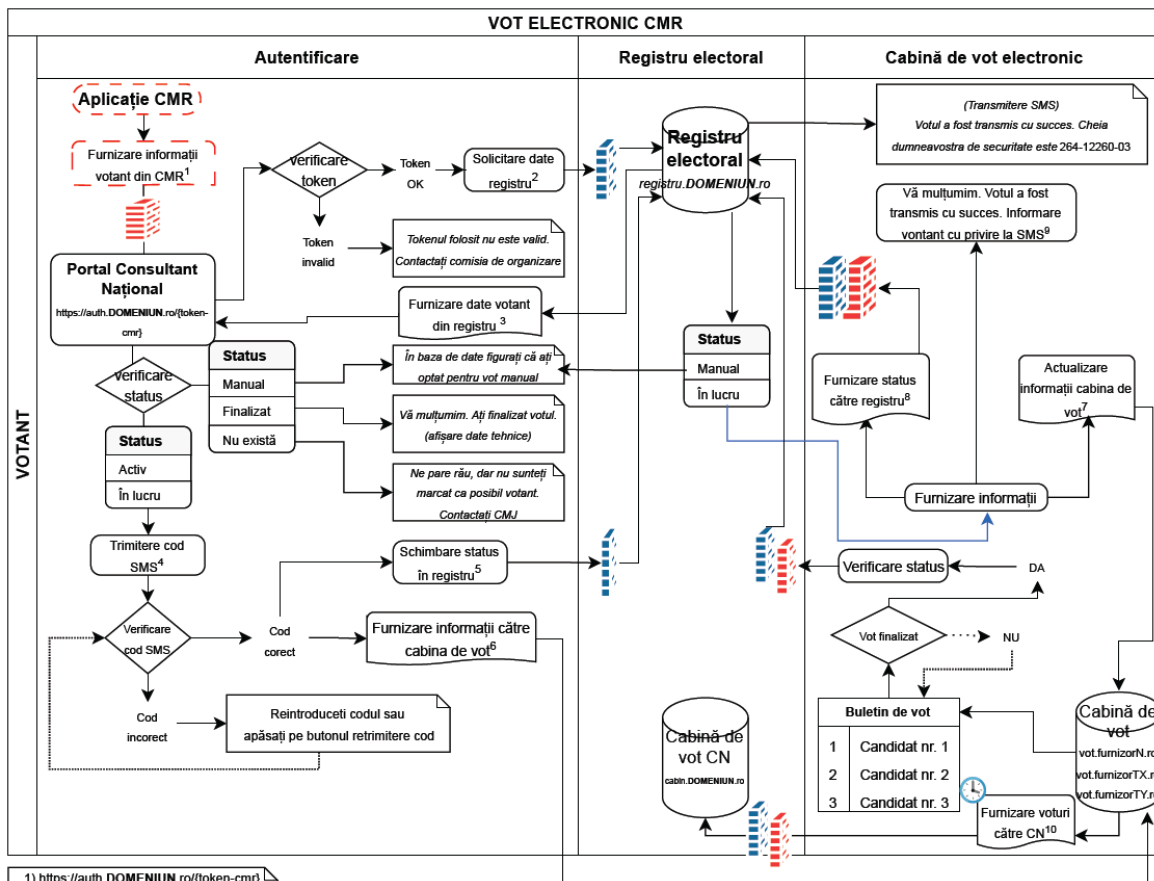 VOT ELECTRONIC CMR
VOTANT
Autentificare
Aplicație CMR
Furnizare informații
votant din CMR1
Portal Consultant
Național
https://auth.DOMENIUN.ro/{token-
cmr}
verificare
token
Token
OK
Solicitare date
registru2
Token
invalid
Tokenul folosit nu este valid.
Contactați comisia de organizare
Furnizare date votant
din registru 3
verificare
status
Status
Manual
Finalizat
Nu există
În baza de date figurați că ați
optat pentru vot manual
Vă mulțumim. Ați finalizat votul.
(afișare date tehnice)
Ne pare rău, dar nu sunteți
marcat ca posibil votant.
Contactați CMJ
Status
Activ
În lucru
Trimitere cod
SMS4
Verificare
cod SMS
Cod
corect
Schimbare status
în registru5
Furnizare informații către
cabina de vot6
Cod
incorect
Reintroduceti codul sau
apăsați pe butonul retrimitere cod
Registru electoral
Registru
electoral
registru.DOMENIUN.ro
Status
Manual
În lucru
Cabină de
vot CN
cabin.DOMENIUN.ro
Cabină de vot electronic
(Transmitere SMS)
Votul a fost transmis cu succes. Cheia
dumneavostra de securitate este 264-12260-03
Vă mulțumim. Votul a fost
transmis cu succes. Informare
vontant cu privire la SMS9
Furnizare status
către registru8
Actualizare
informații cabina de
vot7
Furnizare informații
Verificare status
DA
Vot finalizat
NU
Buletin de vot
1 Candidat nr. 1
2 Candidat nr. 2
3 Candidat nr. 3
Cabină de
vot
vot.furnizorN.ro
vot.furnizorTX.ro
vot.furnizorTY.ro
Furnizare voturi
către CN10
1) https://auth.DOMENIUN.ro/{token-cmr}